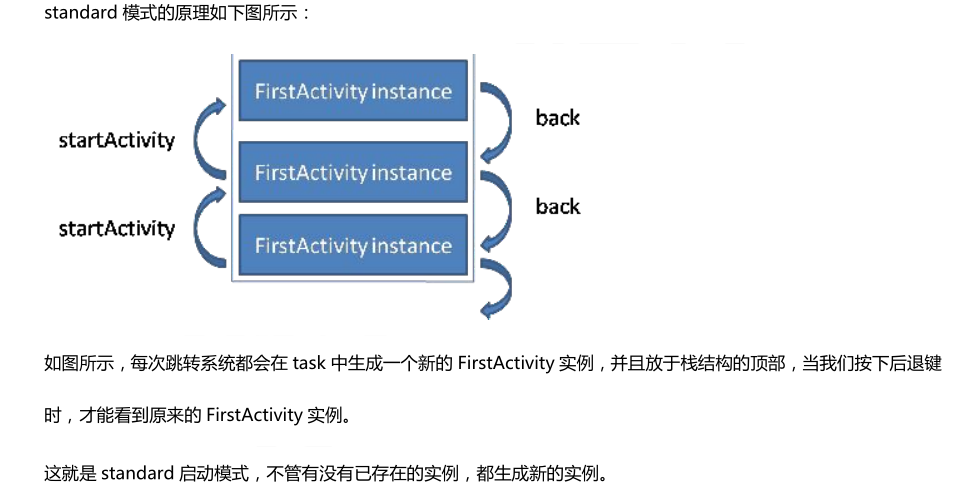 standard 模式的原理如下图所示：
FirstActivity instance
back
startActivity
FirstActivity instance
back
startActivity
FirstActivity instance
如图所示，每次跳转系统都会在 task 中生成一个新的 FirstActivity 实例，并且放于栈结构的顶部，当我们按下后退键
时，才能看到原来的 FirstActivity 实例。
这就是 standard 启动模式，不管有没有已存在的实例，都生成新的实例。